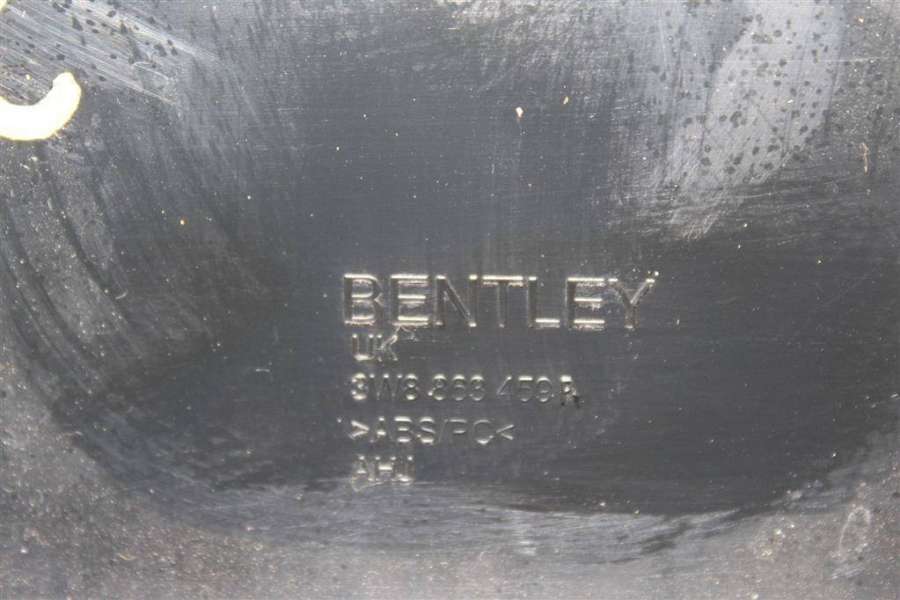 BENTLEY
UK
3W8 863 459 A
>ABS/PC<
AHJ